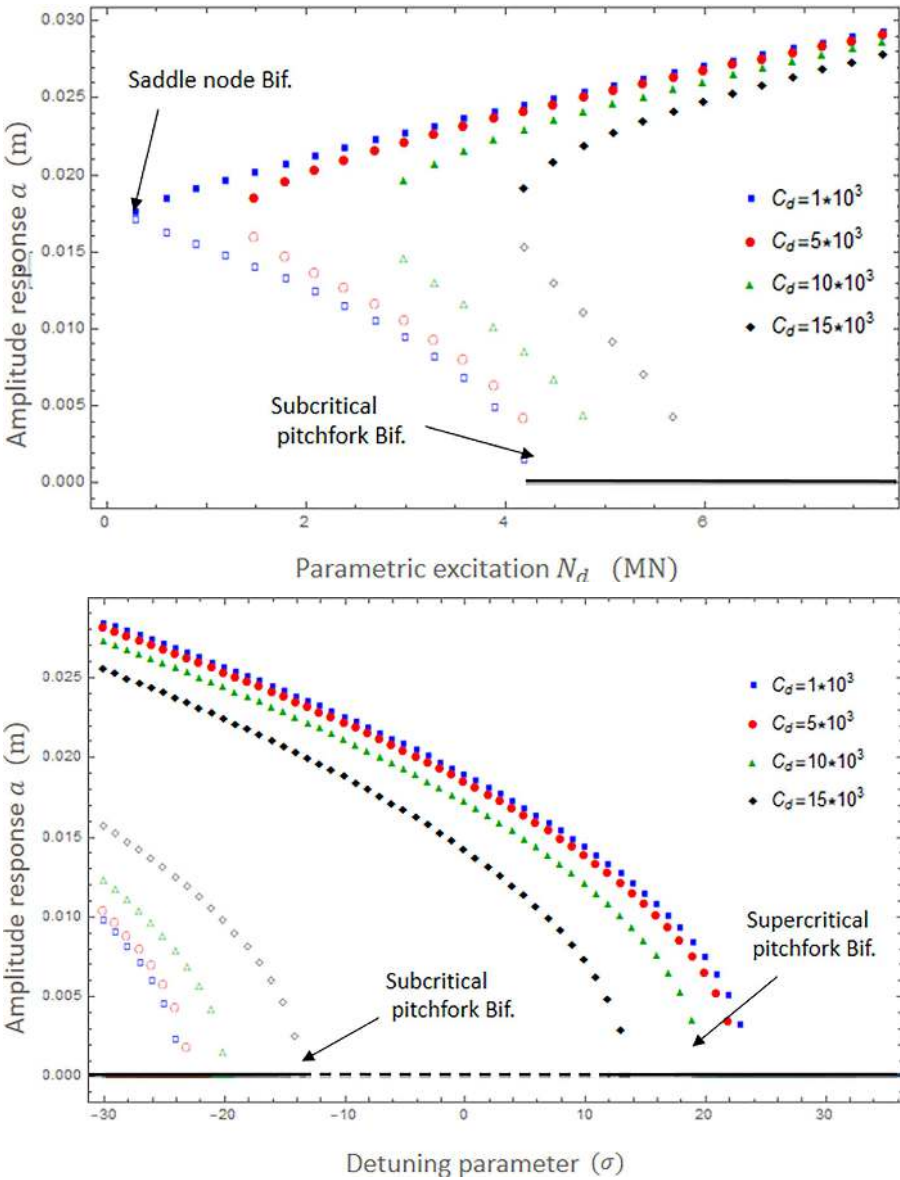 0.030
0.025
0.020
0.015
0.010
0.005
0.000
Amplitude response a (m)
Saddle node Bif.
Subcritical
pitchfork Bif.
C_d=1*10^3
C_d=5*10^3
C_d=10*10^3
C_d=15*10^3
0 2 4 6
Parametric excitation N_d (MN)
0.025
0.020
0.015
0.010
0.005
0.000
Amplitude response a (m)
C_d=1*10^3
C_d=5*10^3
C_d=10*10^3
C_d=15*10^3
Supercritical
pitchfork Bif.
Subcritical
pitchfork Bif.
−30 −20 −10 0 10 20 30
Detuning parameter (σ)